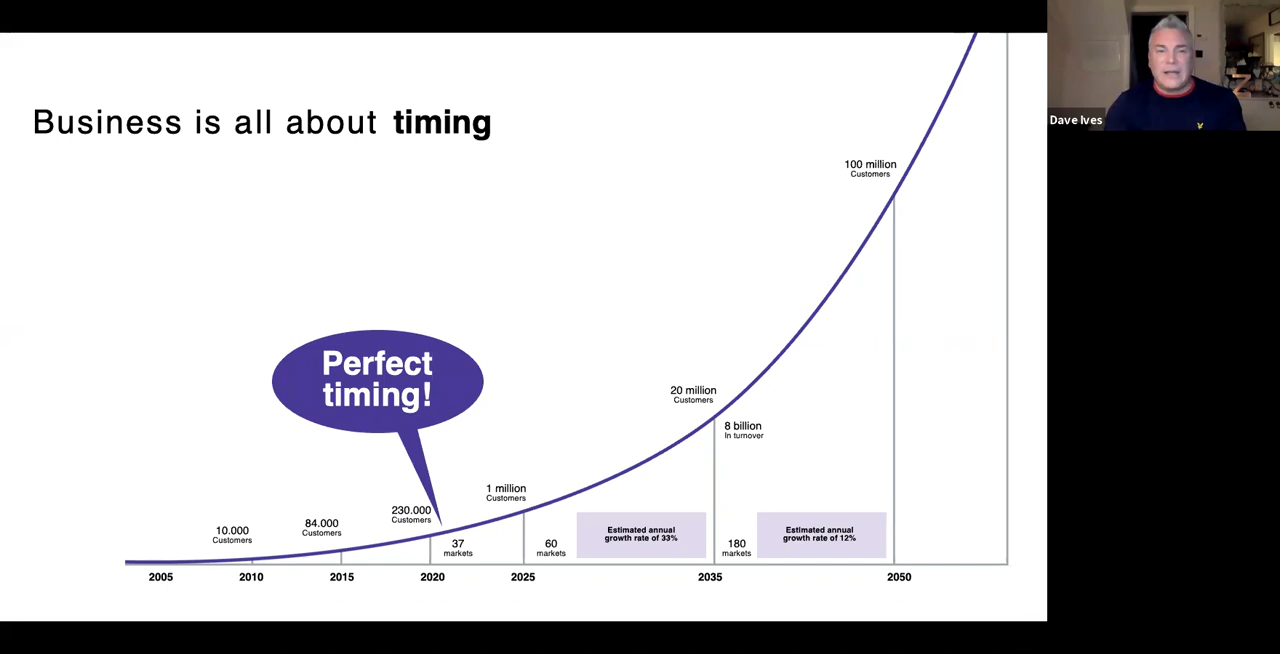 Business is all about timing
Dave Ives
100 million
Customers
Perfect
timing!
20 million
Customers
8 billion
In turnover
1 million
Customers
230.000
Customers
84.000
Customers
10.000
Customers
37
markets
60
markets
Estimated annual
growth rate of 33%
180
markets
Estimated annual
growth rate of 12%
2005
2010
2015
2020
2025
2035
2050